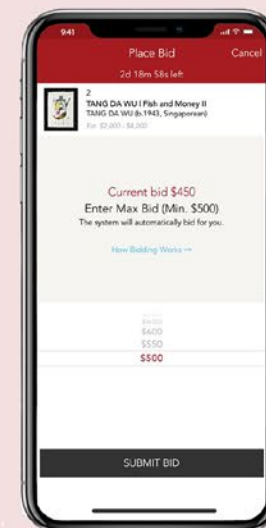 9:41
Place Bid
Cancel
2d 18m 58s left
2
TANG DA WU I Fish and Money II
TANG DA WU (b.1943, Singaporean)
Est. $2,000 - $4,000
Current bid $450
Enter Max Bid (Min. $500)
The system will automatically bid for you.
How Bidding Works →
$600
$550
$500
SUBMIT BID